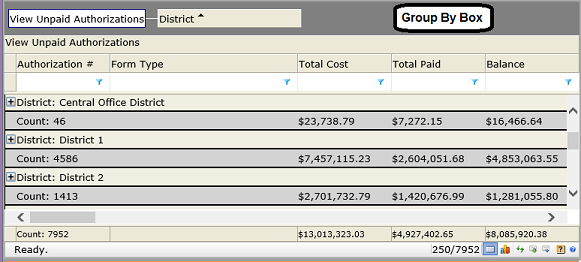 View Unpaid Authorizations District Group By Box
View Unpaid Authorizations
Authorization # Form Type Total Cost Total Paid Balance
District: Central Office District
Count: 46 $23,738.79 $7,272.15 $16,466.64
District: District 1
Count: 4586 $7,457,115.23 $2,604,051.68 $4,853,063.55
District: District 2
Count: 1413 $2,701,732.79 $1,420,676.99 $1,281,055.80
Count: 7952 $13,013,323.03 $4,927,402.65 $8,085,920.38
Ready. 250/7952